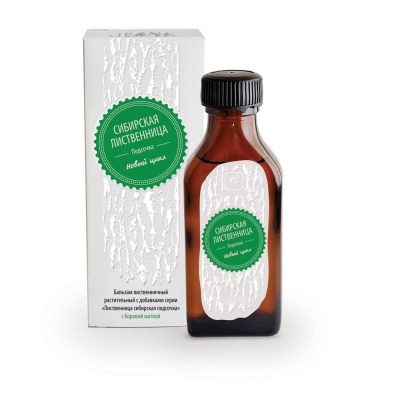 СИБИРСКАЯ
ЛИСТВЕННИЦА
Подсочка
Новый цикл
Бальзам лиственничный
растительный с добавками серии
«Лиственница сибирская подсочка»
с боровой маткой
СИБИРСКАЯ
ЛИСТВЕННИЦА
Подсочка
Новый цикл